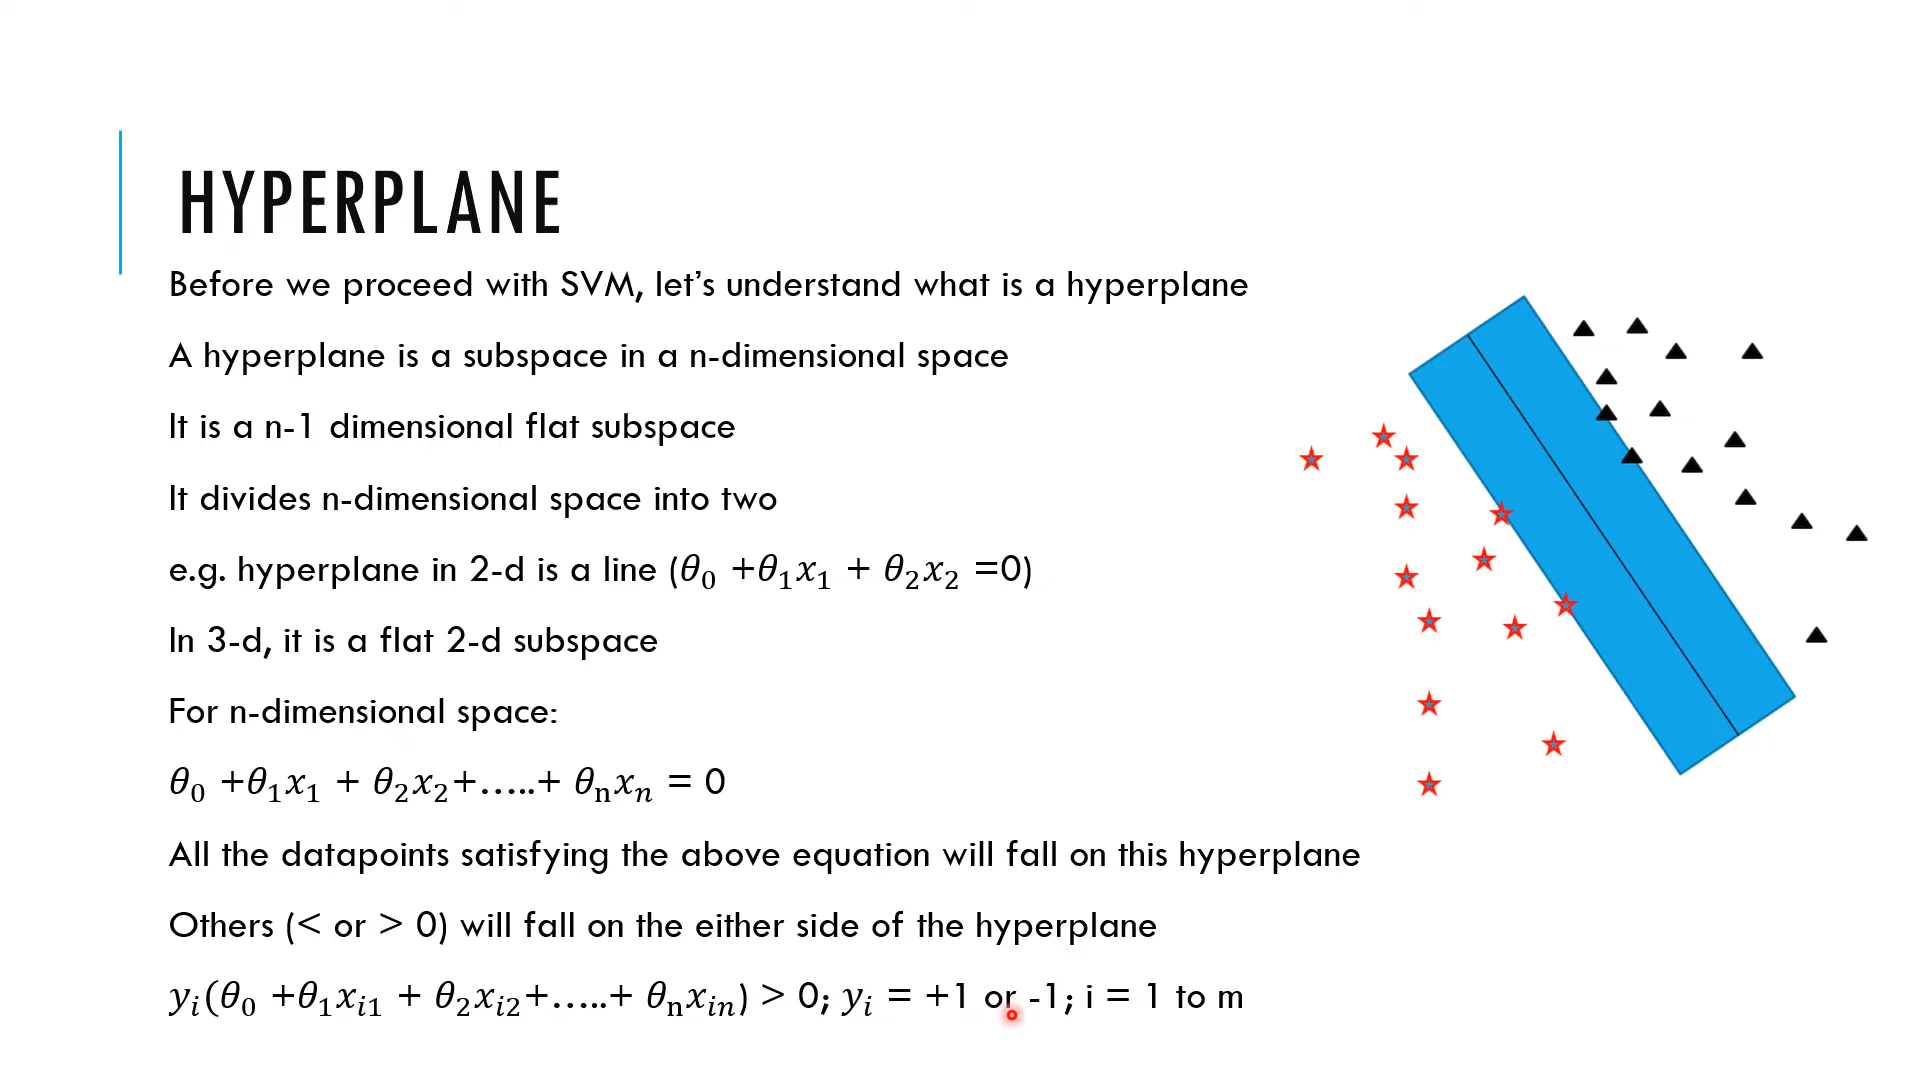 HYPERPLANE
Before we proceed with SVM, let’s understand what is a hyperplane
A hyperplane is a subspace in a n-dimensional space
It is a n-1 dimensional flat subspace
It divides n-dimensional space into two
e.g. hyperplane in 2-d is a line (θ₀ +θ₁x₁ + θ₂x₂ =0)
In 3-d, it is a flat 2-d subspace
For n-dimensional space:
θ₀ +θ₁x₁ + θ₂x₂+…..+ θₙxₙ = 0
All the datapoints satisfying the above equation will fall on this hyperplane
Others (< or > 0) will fall on the either side of the hyperplane
yᵢ(θ₀ +θ₁xᵢ₁ + θ₂xᵢ₂+…..+ θₙxᵢₙ) > 0; yᵢ = +1 or -1; i = 1 to m